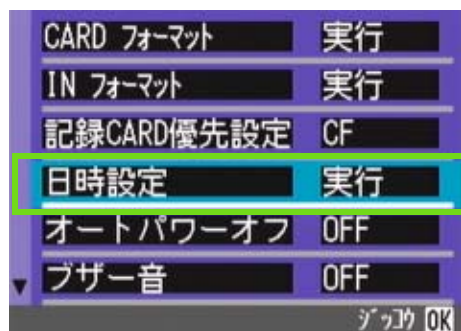 CARD フォーマット 実行
IN フォーマット 実行
記録CARD優先設定 CF
日時設定 実行
オートパワーオフ OFF
ブザー音 OFF
ジッコウ OK